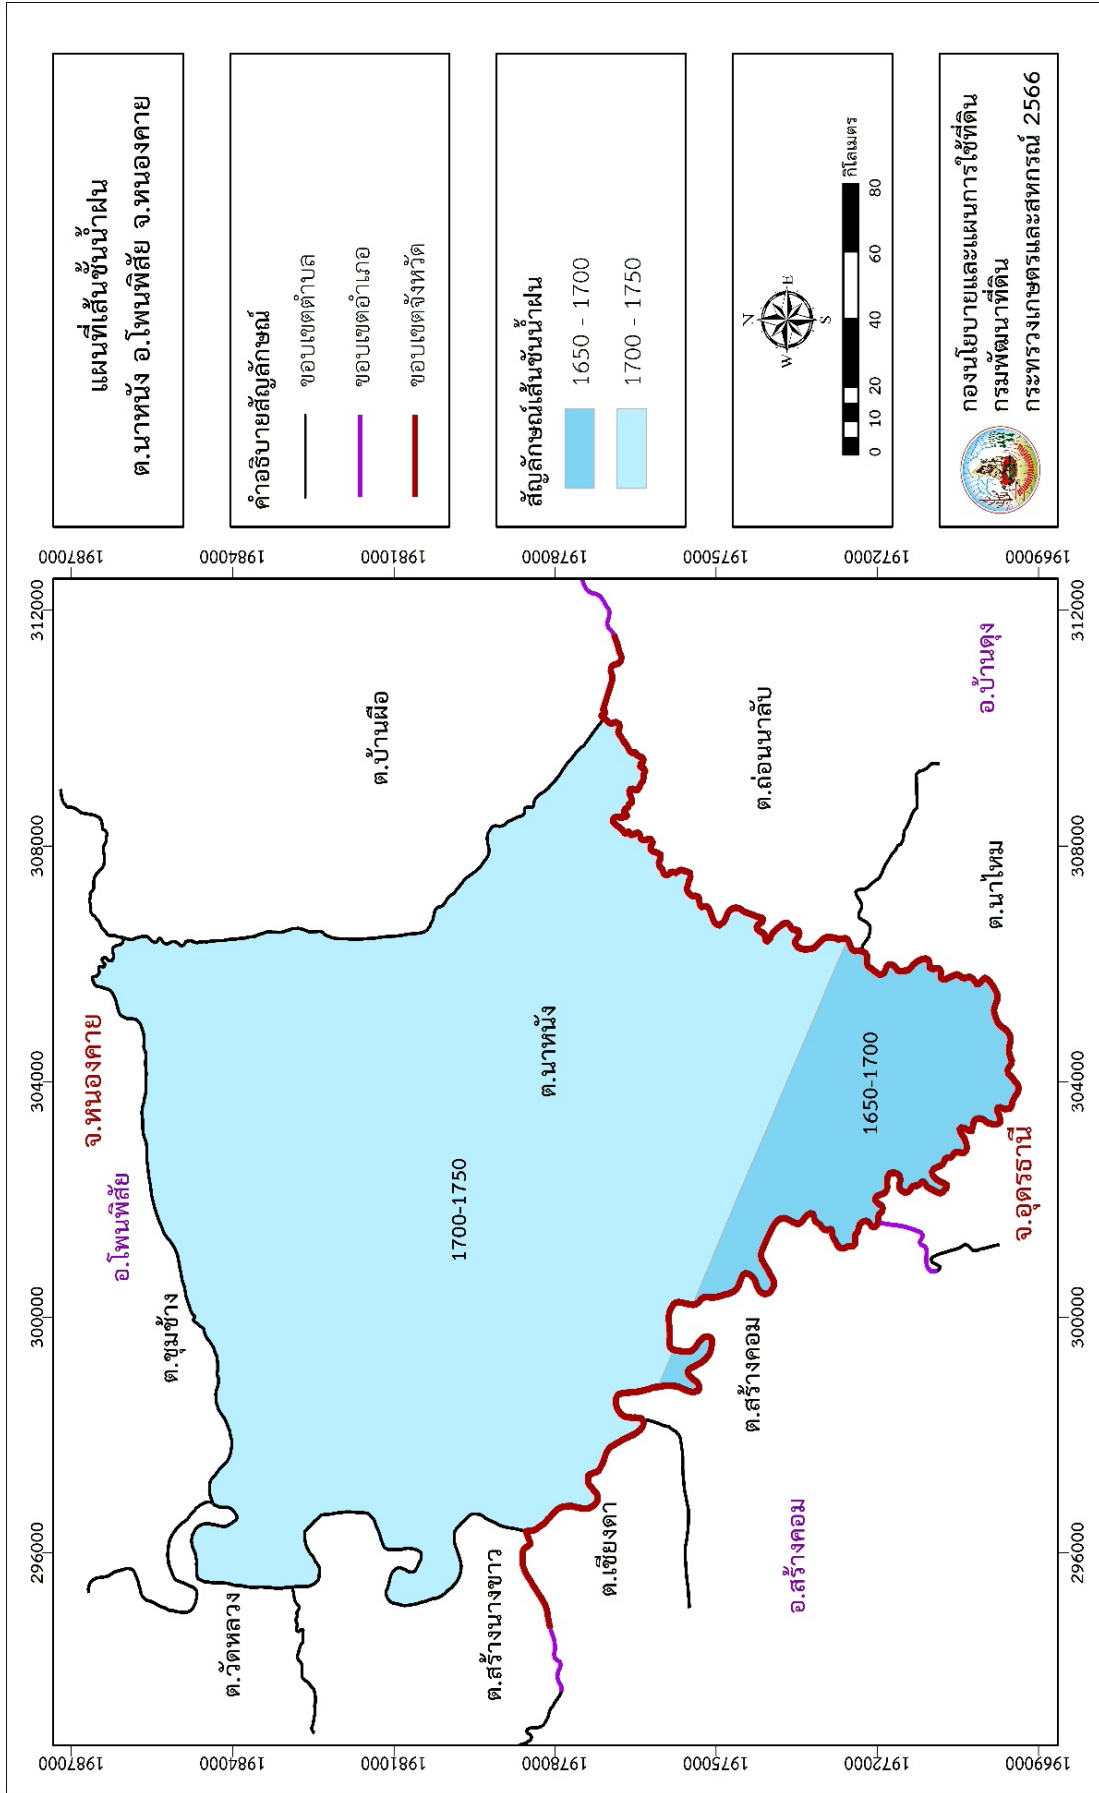 แผนที่เส้นชั้นน้ำฝน
ต.นาหนัง อ.โพนพิสัย จ.หนองคาย
คำอธิบายสัญลักษณ์
ขอบเขตตำบล
ขอบเขตอำเภอ
ขอบเขตจังหวัด
สัญลักษณ์เส้นชั้นน้ำฝน
1650 - 1700
1700 - 1750
N
W E
S
0 10 20 40 60 80
กิโลเมตร
กองนโยบายและแผนการใช้ที่ดิน
กรมพัฒนาที่ดิน
กระทรวงเกษตรและสหกรณ์ 2566
296000 300000 304000 308000 312000
1987000 1987000
จ.หนองคาย
อ.โพนพิสัย
ต.ชุมช้าง
ต.วัดหลวง
1984000 1984000
ต.บ้านผือ
1981000 1981000
1700-1750
ต.สร้างนางขาว
ต.นาหนัง
1978000 1978000
ต.เชียงดา
1975000 1975000
ต.สร้างคอม
ต.ถ่อนนาลับ
อ.สร้างคอม
1650-1700
1972000 1972000
อ.บ้านดุง
ต.นาไหม
จ.อุดรธานี
1969000 1969000
296000 300000 304000 308000 312000